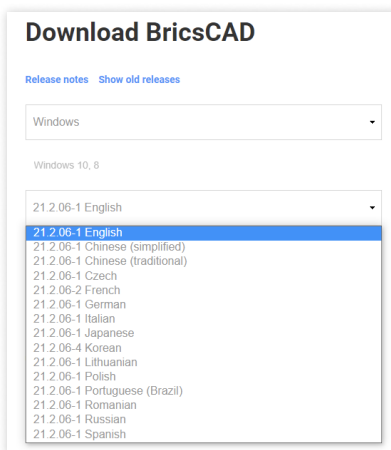 Download BricsCAD
Release notes Show old releases
Windows
Windows 10, 8
21.2.06-1 English
21.2.06-1 English
21.2.06-1 Chinese (simplified)
21.2.06-1 Chinese (traditional)
21.2.06-1 Czech
21.2.06-2 French
21.2.06-1 German
21.2.06-1 Italian
21.2.06-1 Japanese
21.2.06-4 Korean
21.2.06-1 Lithuanian
21.2.06-1 Polish
21.2.06-1 Portuguese (Brazil)
21.2.06-1 Romanian
21.2.06-1 Russian
21.2.06-1 Spanish